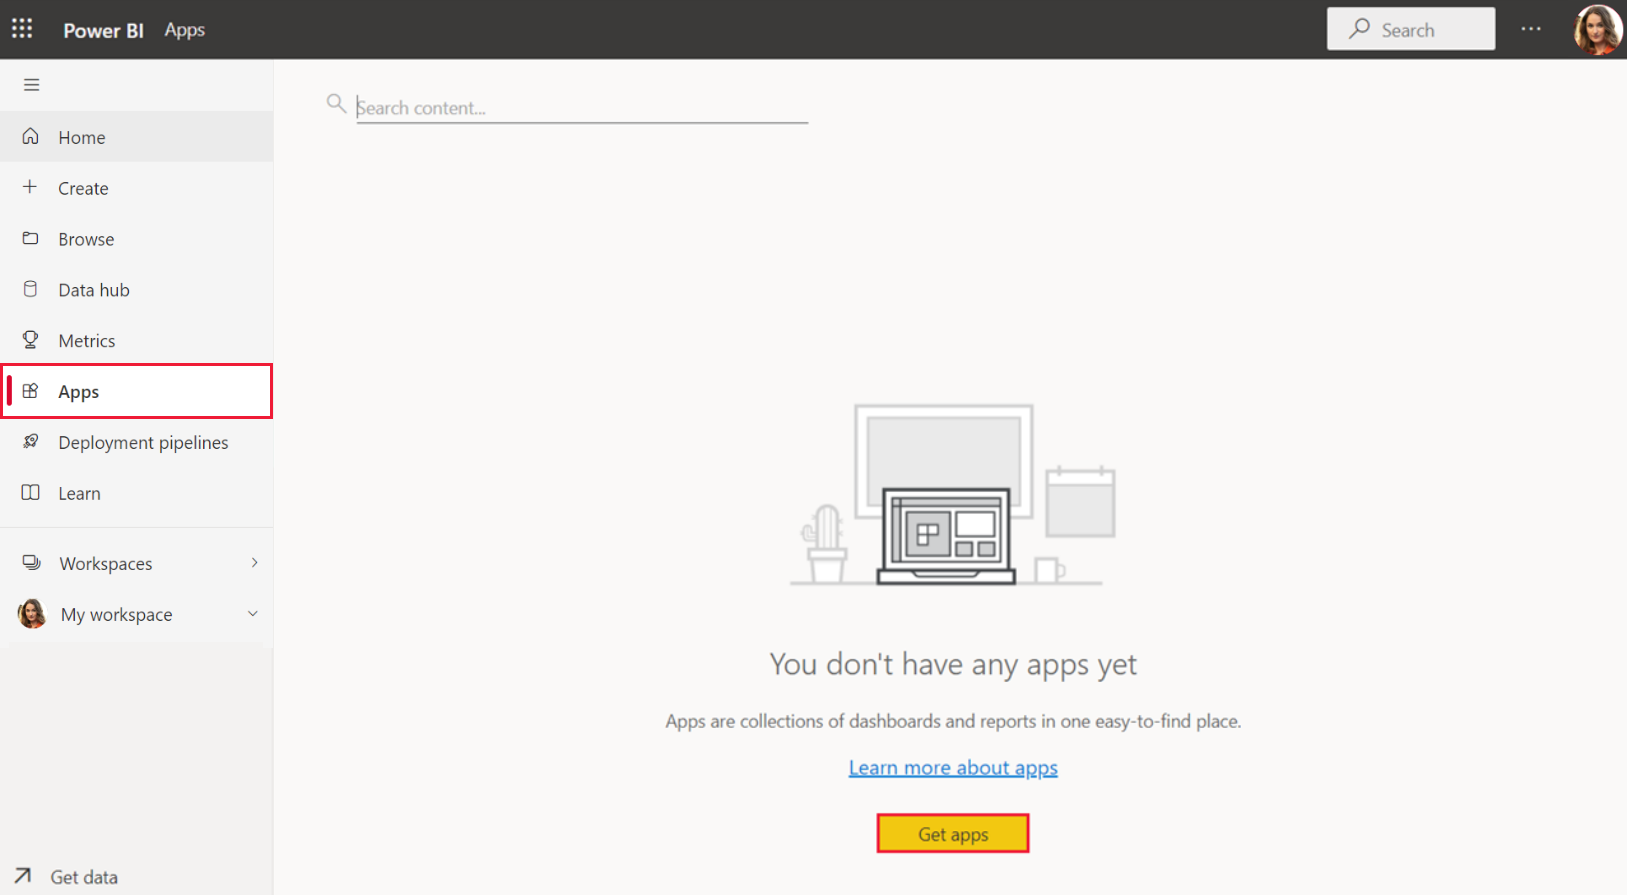 Power BI Apps
Search
Search content...
Home
Create
Browse
Data hub
Metrics
Apps
Deployment pipelines
Learn
Workspaces
My workspace
Get data
You don't have any apps yet
Apps are collections of dashboards and reports in one easy-to-find place.
Learn more about apps
Get apps